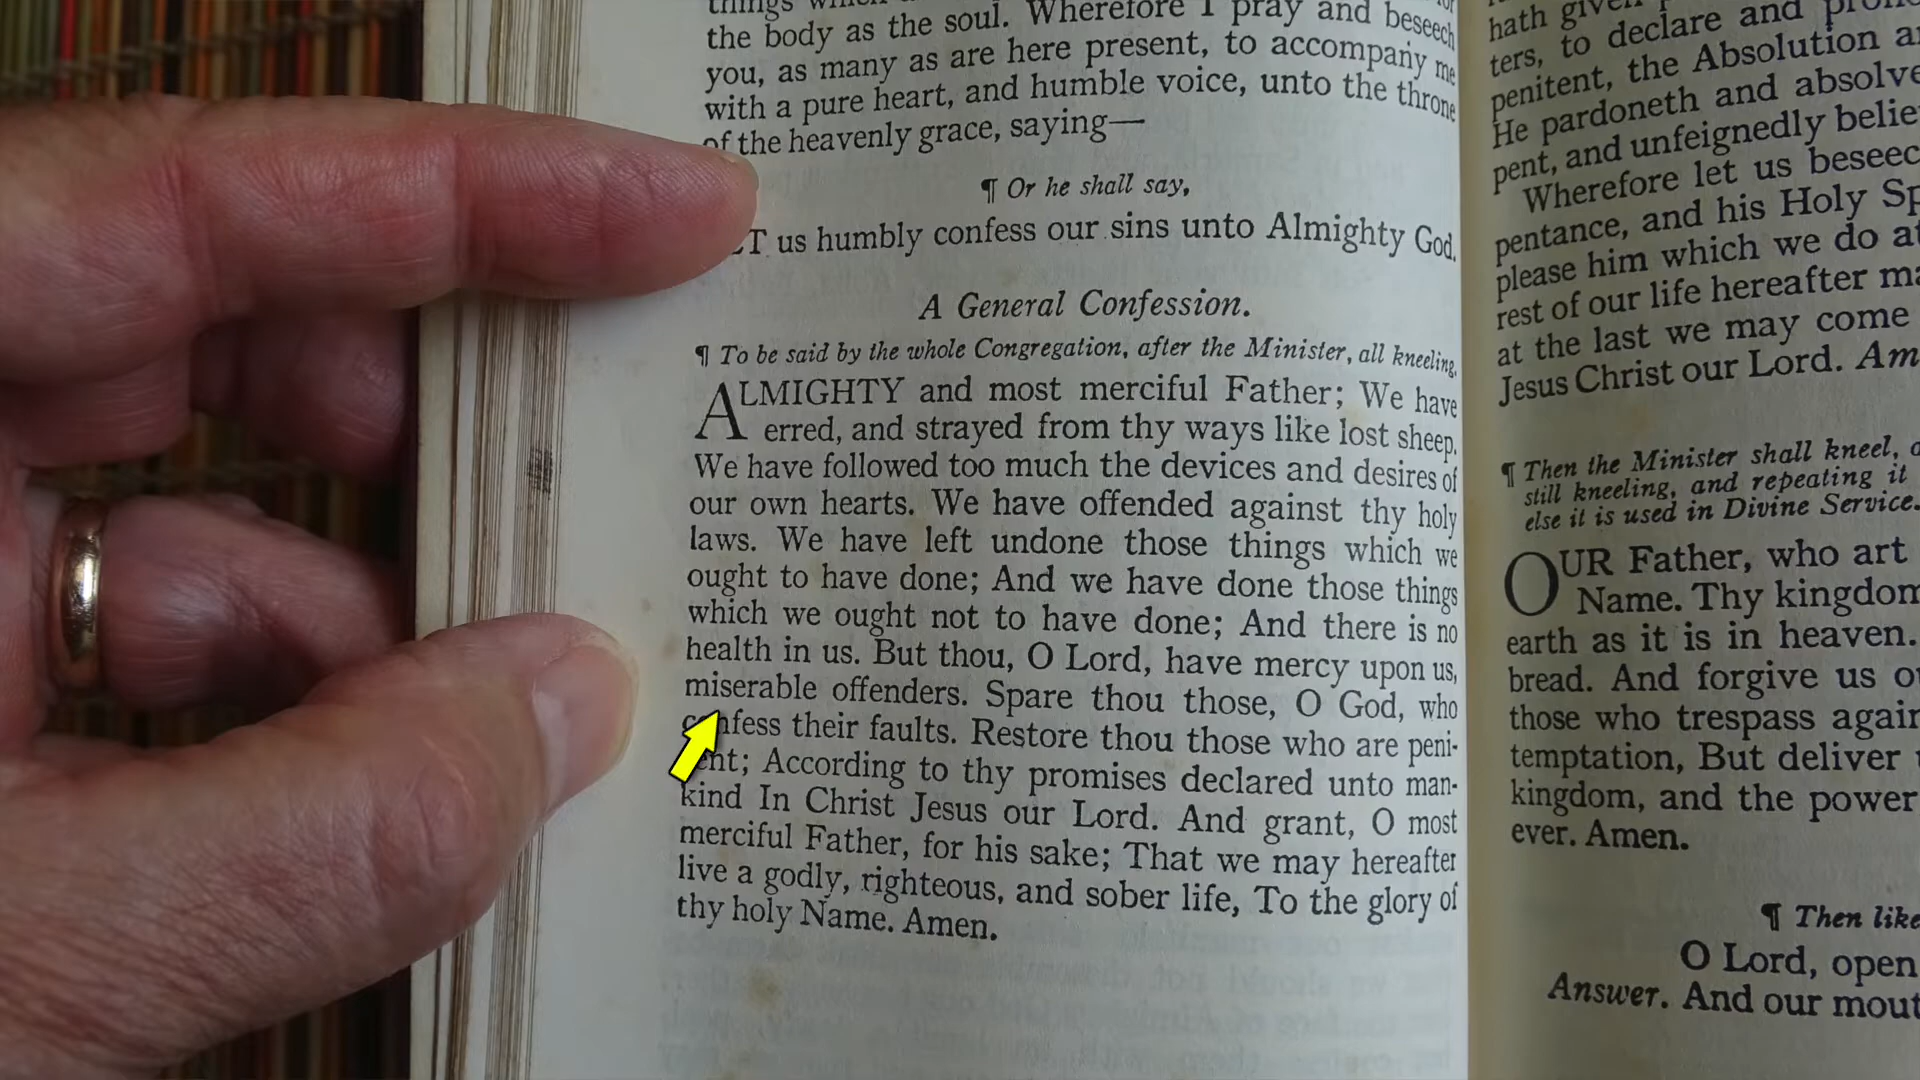 the body as the soul. Wherefore I pray and beseech
you, as many as are here present, to accompany me
with a pure heart, and humble voice, unto the throne
of the heavenly grace, saying—
¶ Or he shall say,
us humbly confess our sins unto Almighty God.
A General Confession.
¶ To be said by the whole Congregation, after the Minister, all kneeling.
ALMIGHTY and most merciful Father; We have
erred, and strayed from thy ways like lost sheep.
We have followed too much the devices and desires of
our own hearts. We have offended against thy holy
laws. We have left undone those things which we
ought to have done; And we have done those things
which we ought not to have done; And there is no
health in us. But thou, O Lord, have mercy upon us,
miserable offenders. Spare thou those, O God, who
confess their faults. Restore thou those who are peni-
tent; According to thy promises declared unto man-
kind In Christ Jesus our Lord. And grant, O most
merciful Father, for his sake; That we may hereafter
live a godly, righteous, and sober life, To the glory of
thy holy Name. Amen.
hath given
ters, to declare and
penitent, the Absolution
He pardoneth and
pent, and unfeignedly
Wherefore let us
pentance, and his Holy
please him which we do
rest of our life hereafter
at the last we may come
Jesus Christ our Lord.
¶ Then the Minister shall kneel,
still kneeling, and repeating it
else it is used in Divine Service.
OUR Father, who art
Name. Thy kingdom
earth as it is in heaven.
bread. And forgive us
those who trespass
temptation, But deliver
kingdom, and the power
ever. Amen.
¶ Then
O Lord, open
Answer. And our